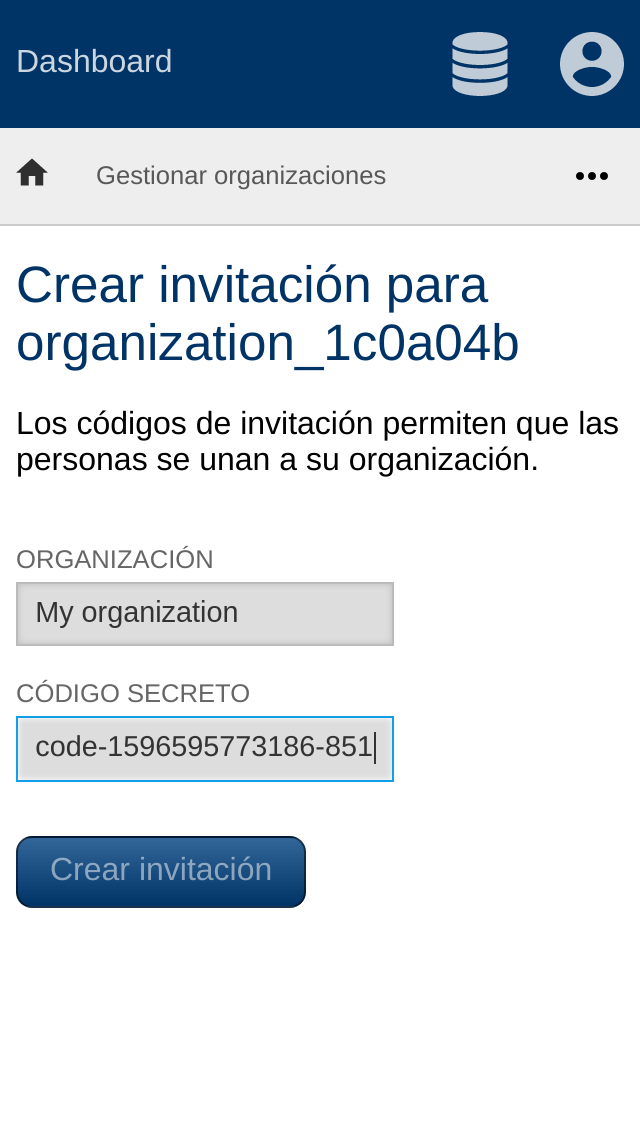 Dashboard
Gestionar organizaciones
Crear invitación para
organization_1c0a04b
Los códigos de invitación permiten que las
personas se unan a su organización.
ORGANIZACIÓN
My organization
CÓDIGO SECRETO
code-1596595773186-851
Crear invitación